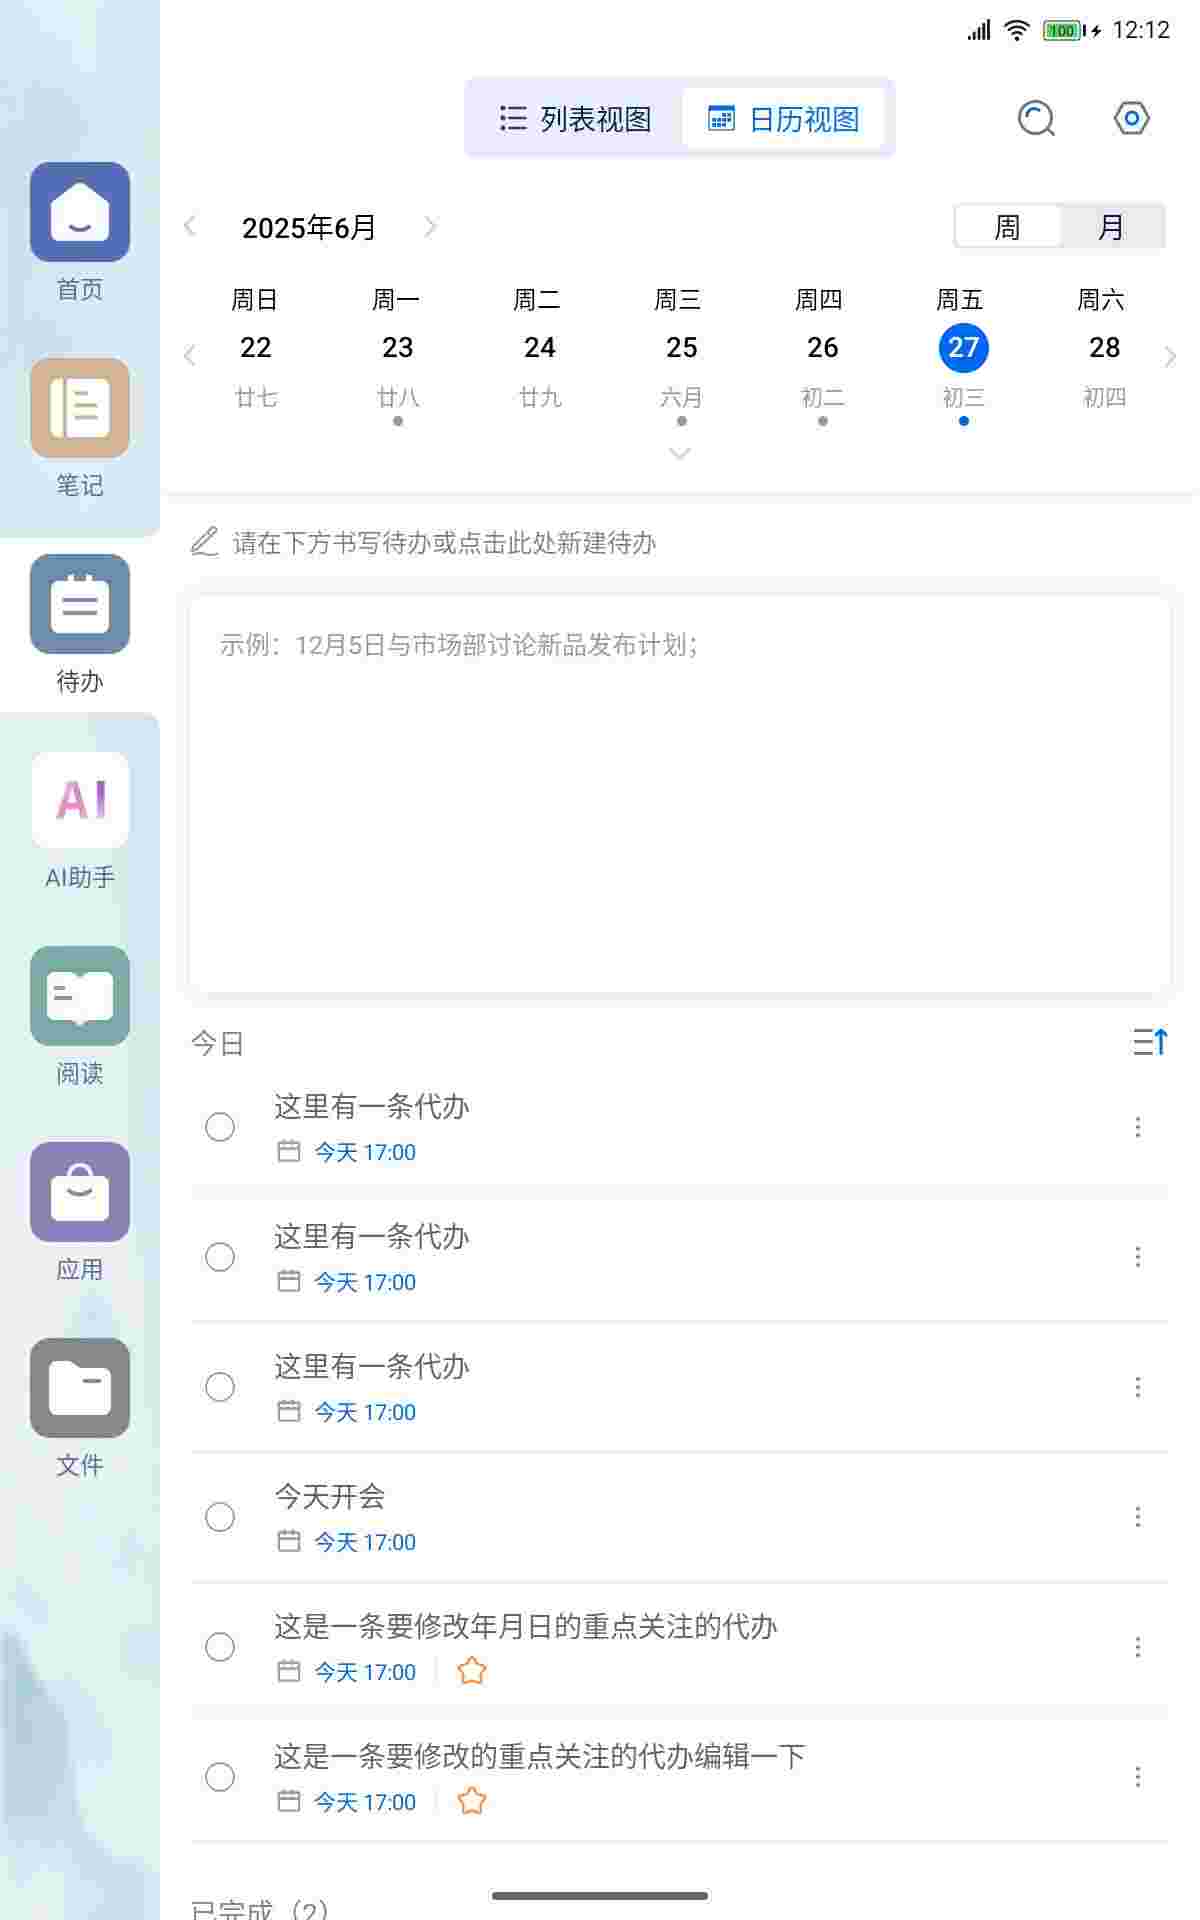 100 12:12
列表视图 日历视图
首页
笔记
待办
AI
AI助手
阅读
应用
文件
2025年6月 周 月
周日 周一 周二 周三 周四 周五 周六
22 23 24 25 26 27 28
廿七 廿八 廿九 六月 初二 初三 初四
请在下方书写待办或点击此处新建待办
示例：12月5日与市场部讨论新品发布计划；
今日
这里有一条代办
今天 17:00
这里有一条代办
今天 17:00
这里有一条代办
今天 17:00
今天开会
今天 17:00
这是一条要修改年月日的重点关注的代办
今天 17:00
这是一条要修改的重点关注的代办编辑一下
今天 17:00
已完成（2）